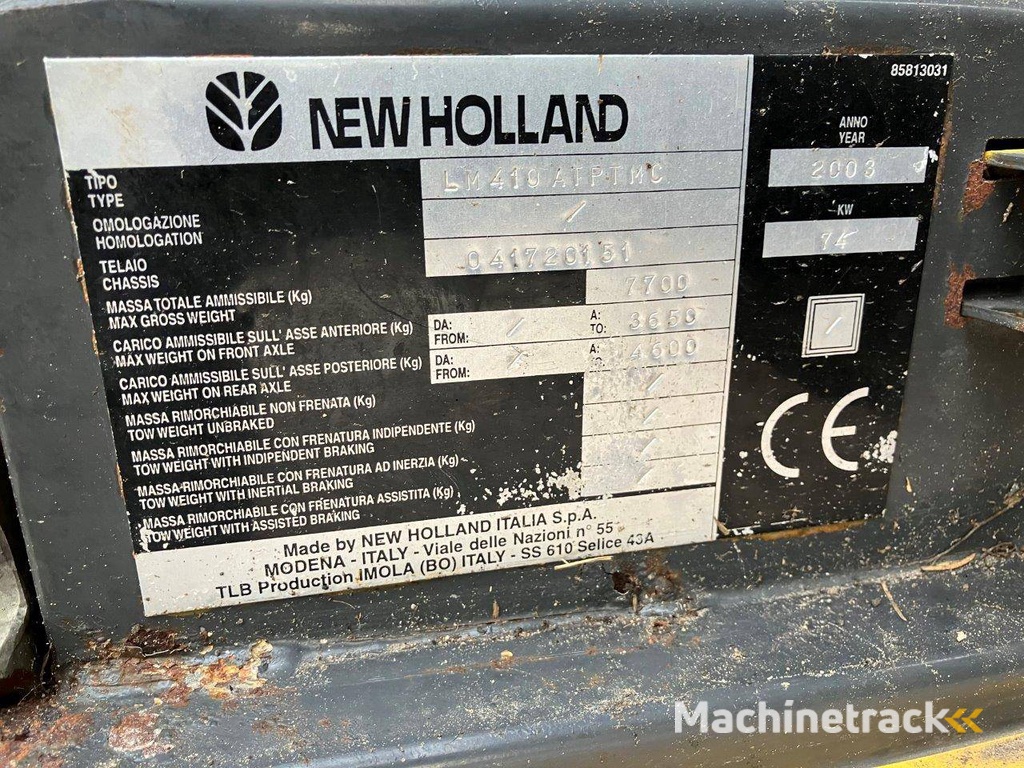 85813031
NEW HOLLAND
ANNO
YEAR
2003
KW
74
TIPO
TYPE
LM410 ATPTMC
OMOLOGAZIONE
HOMOLOGATION
/
TELAIO
CHASSIS
041720151
MASSA TOTALE AMMISSIBILE (Kg)
MAX GROSS WEIGHT
7700
CARICO AMMISSIBILE SULL' ASSE ANTERIORE (Kg)
MAX WEIGHT ON FRONT AXLE
DA:
FROM:
/
A:
TO:
3650
CARICO AMMISSIBILE SULL' ASSE POSTERIORE (Kg)
MAX WEIGHT ON REAR AXLE
DA:
FROM:
/
A:
4600
MASSA RIMORCHIABILE NON FRENATA (Kg)
TOW WEIGHT UNBRAKED
/
MASSA RIMORCHIABILE CON FRENATURA INDIPENDENTE (Kg)
TOW WEIGHT WITH INDIPENDENT BRAKING
/
MASSA RIMORCHIABILE CON FRENATURA AD INERZIA (Kg)
TOW WEIGHT WITH INERTIAL BRAKING
/
MASSA RIMORCHIABILE CON FRENATURA ASSISTITA (Kg)
TOW WEIGHT WITH ASSISTED BRAKING
/
/
CE
Made by NEW HOLLAND ITALIA S.p.A.
MODENA - ITALY - Viale delle Nazioni n° 55
TLB Production IMOLA (BO) ITALY - SS 610 Selice 43A
Machinetrack